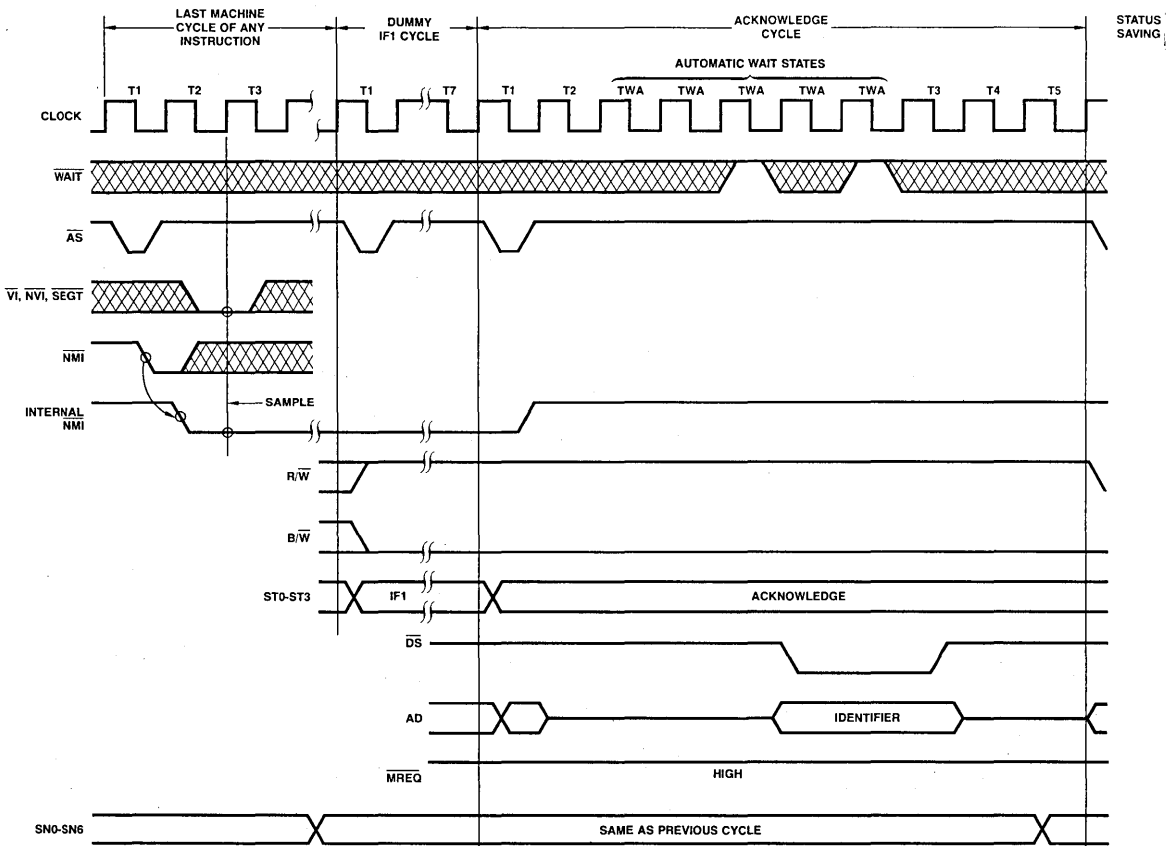 LAST MACHINE
CYCLE OF ANY
INSTRUCTION
DUMMY
IF1 CYCLE
ACKNOWLEDGE
CYCLE
STATUS
SAVING
AUTOMATIC WAIT STATES
T1 T2 T3 T1 T7 T1 T2 TWA TWA TWA TWA TWA T3 T4 T5
CLOCK
WAIT
AS
VI, NVI, SEGT
NMI
SAMPLE
INTERNAL
NMI
R/W
B/W
ST0-ST3 IF1 ACKNOWLEDGE
DS
AD IDENTIFIER
MREQ HIGH
SN0-SN6 SAME AS PREVIOUS CYCLE